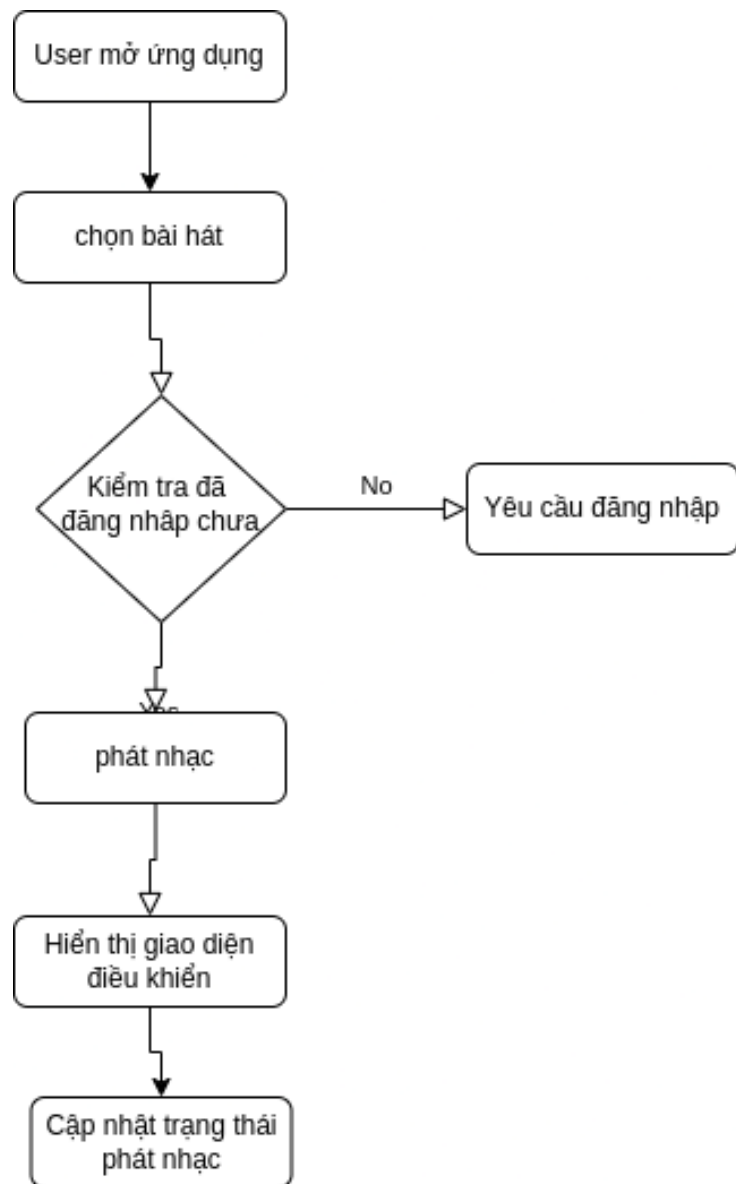 User mở ứng dụng
chọn bài hát
Kiểm tra đã
đăng nhâp chưa
No
Yêu cầu đăng nhập
phát nhạc
Hiển thị giao diện
điều khiển
Cập nhật trạng thái
phát nhạc